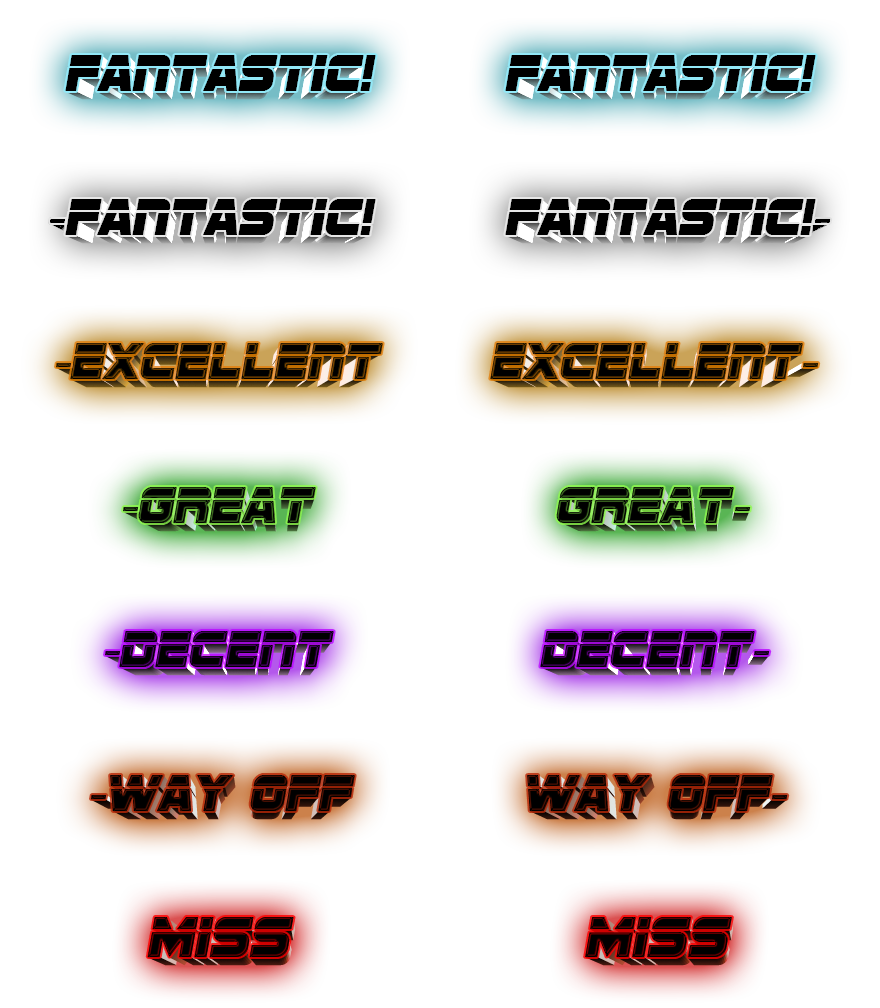 FANTASTIC! FANTASTIC!
-FANTASTIC! FANTASTIC!-
-EXCELLENT EXCELLENT-
-GREAT GREAT-
-DECENT DECENT-
-WAY OFF WAY OFF-
MISS MISS